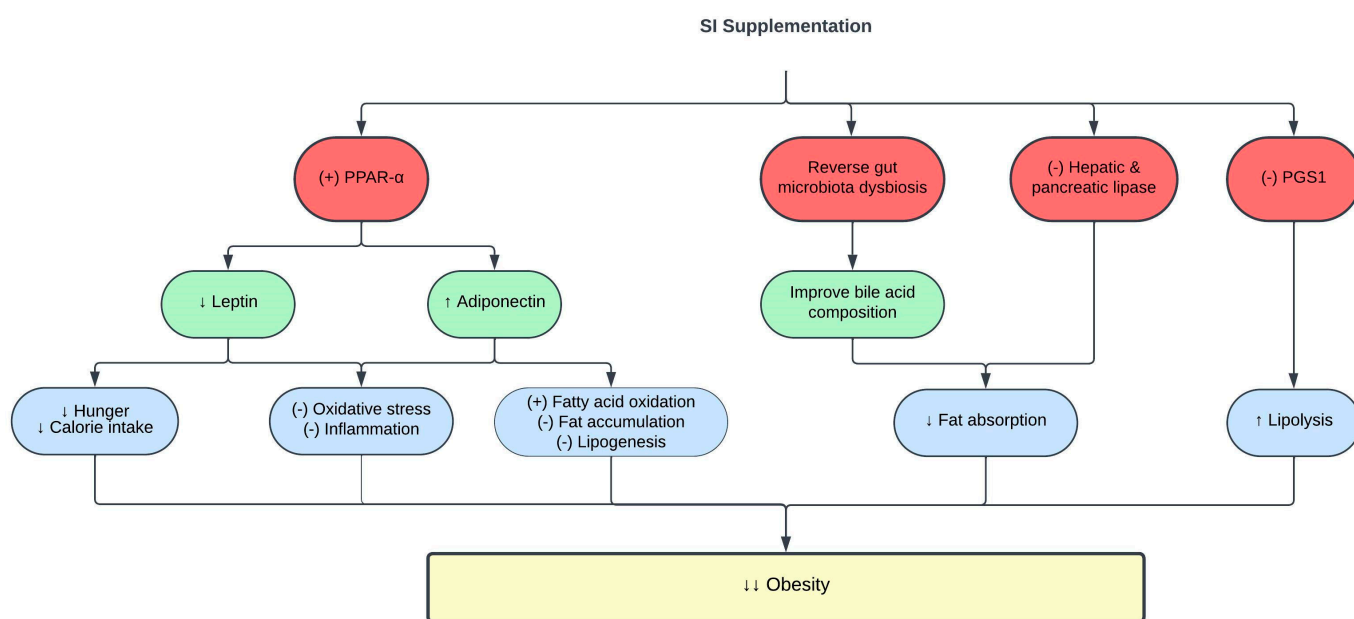 SI Supplementation
(+) PPAR-α
Reverse gut
microbiota dysbiosis
(-) Hepatic &
pancreatic lipase
(-) PGS1
↓ Leptin
↑ Adiponectin
Improve bile acid
composition
↓ Hunger
↓ Calorie intake
(-) Oxidative stress
(-) Inflammation
(+) Fatty acid oxidation
(-) Fat accumulation
(-) Lipogenesis
↓ Fat absorption
↑ Lipolysis
↓↓ Obesity